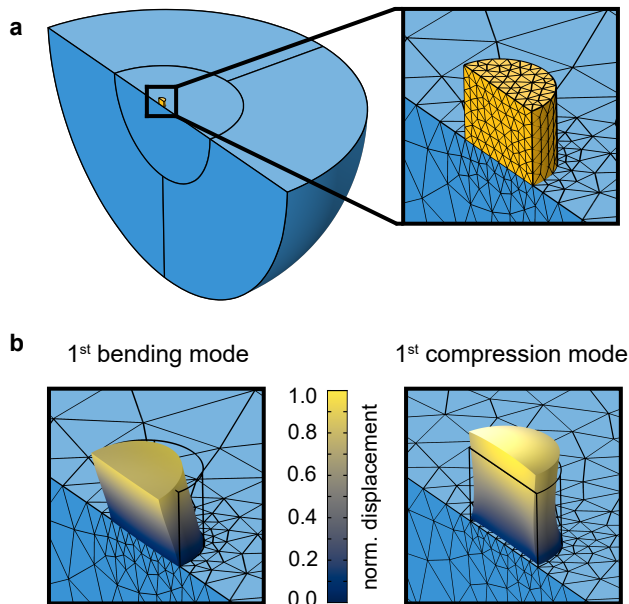 a
b
1st bending mode
1st compression mode
1.0
0.8
0.6
0.4
0.2
0.0
norm. displacement